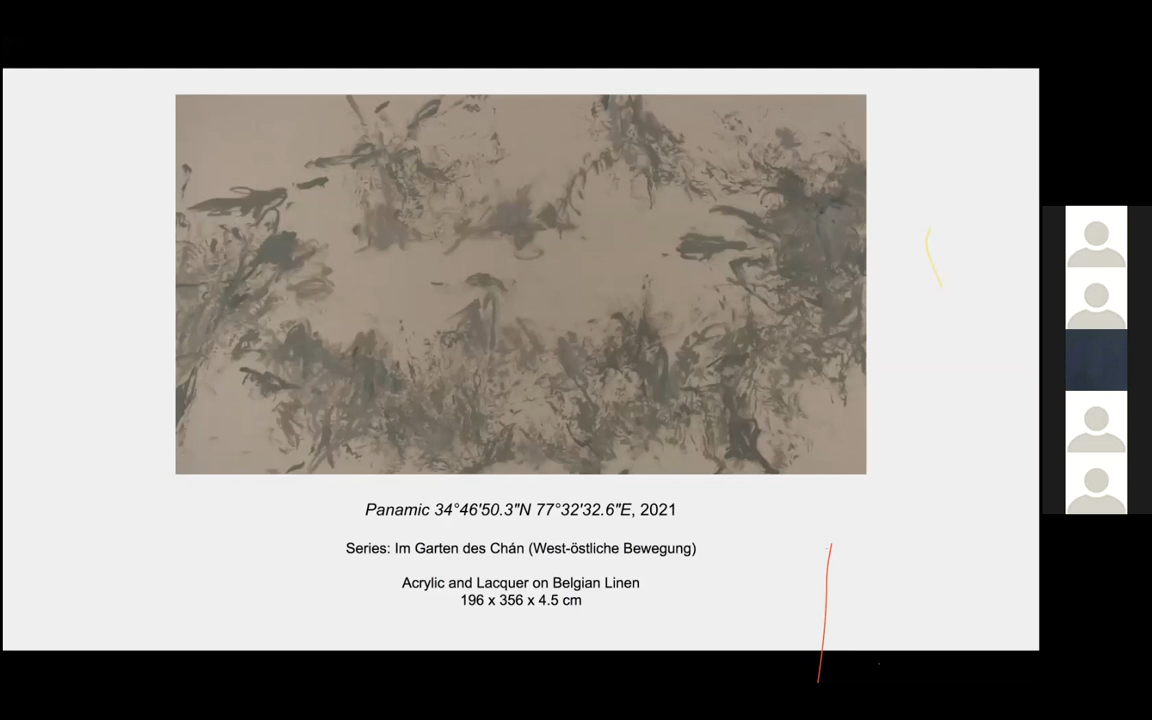 Panamic 34°46'50.3"N 77°32'32.6"E, 2021
Series: Im Garten des Chán (West-östliche Bewegung)
Acrylic and Lacquer on Belgian Linen
196 x 356 x 4.5 cm